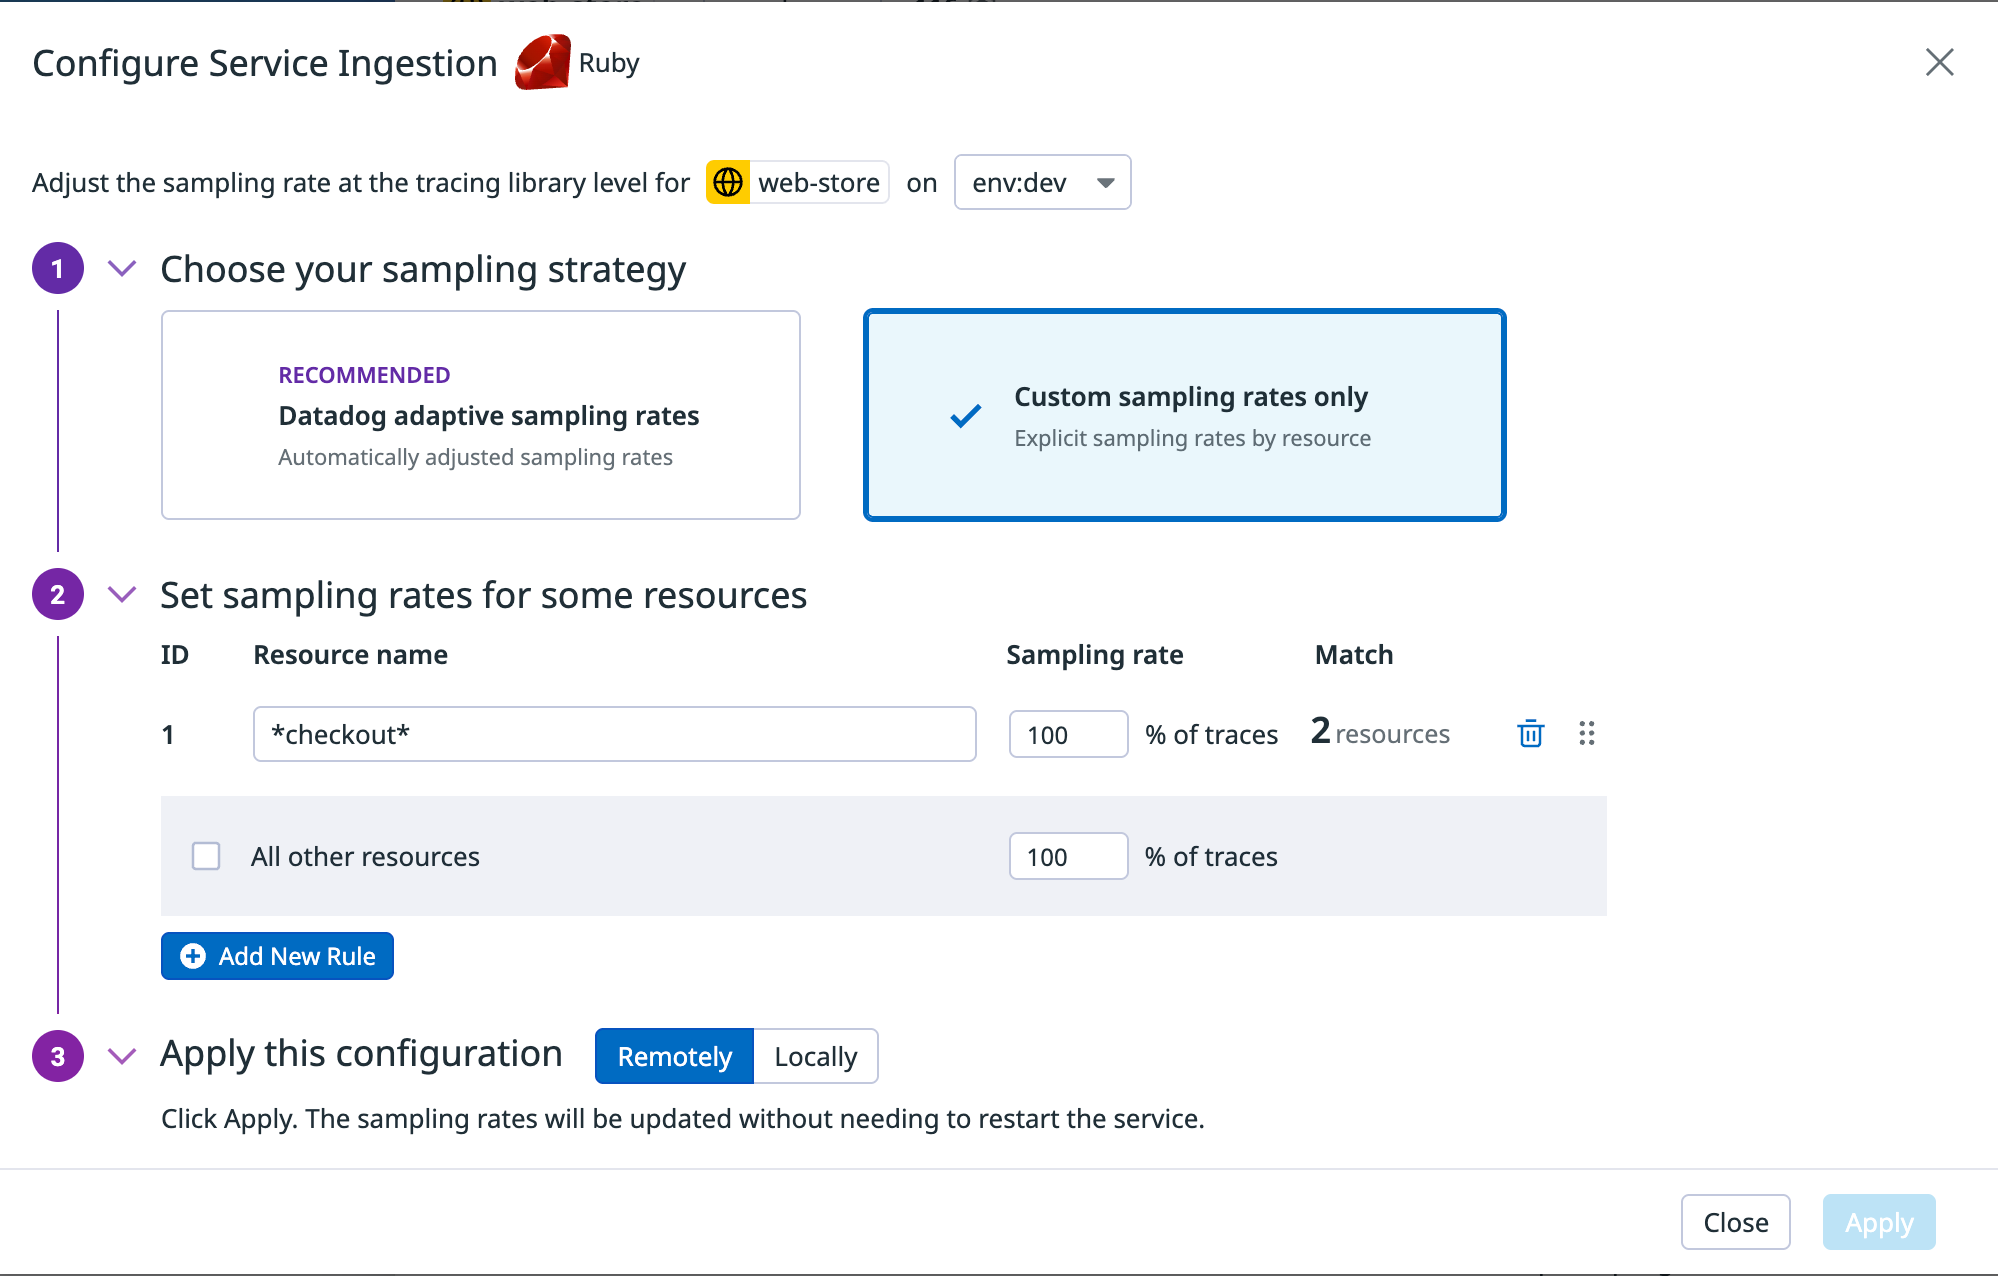 Configure Service Ingestion Ruby
Adjust the sampling rate at the tracing library level for web-store on env:dev
1 Choose your sampling strategy
RECOMMENDED
Datadog adaptive sampling rates
Automatically adjusted sampling rates
Custom sampling rates only
Explicit sampling rates by resource
2 Set sampling rates for some resources
ID Resource name Sampling rate Match
1 *checkout* 100 % of traces 2 resources
All other resources 100 % of traces
Add New Rule
3 Apply this configuration Remotely Locally
Click Apply. The sampling rates will be updated without needing to restart the service.
Close Apply